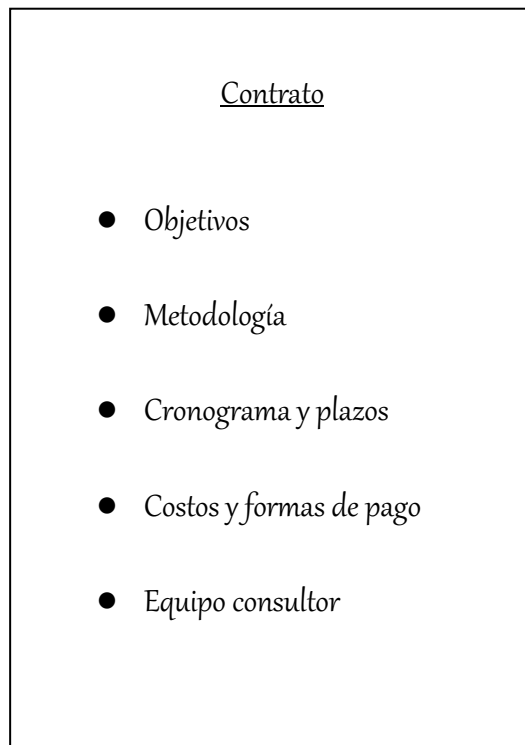 Contrato
● Objetivos
● Metodología
● Cronograma y plazos
● Costos y formas de pago
● Equipo consultor